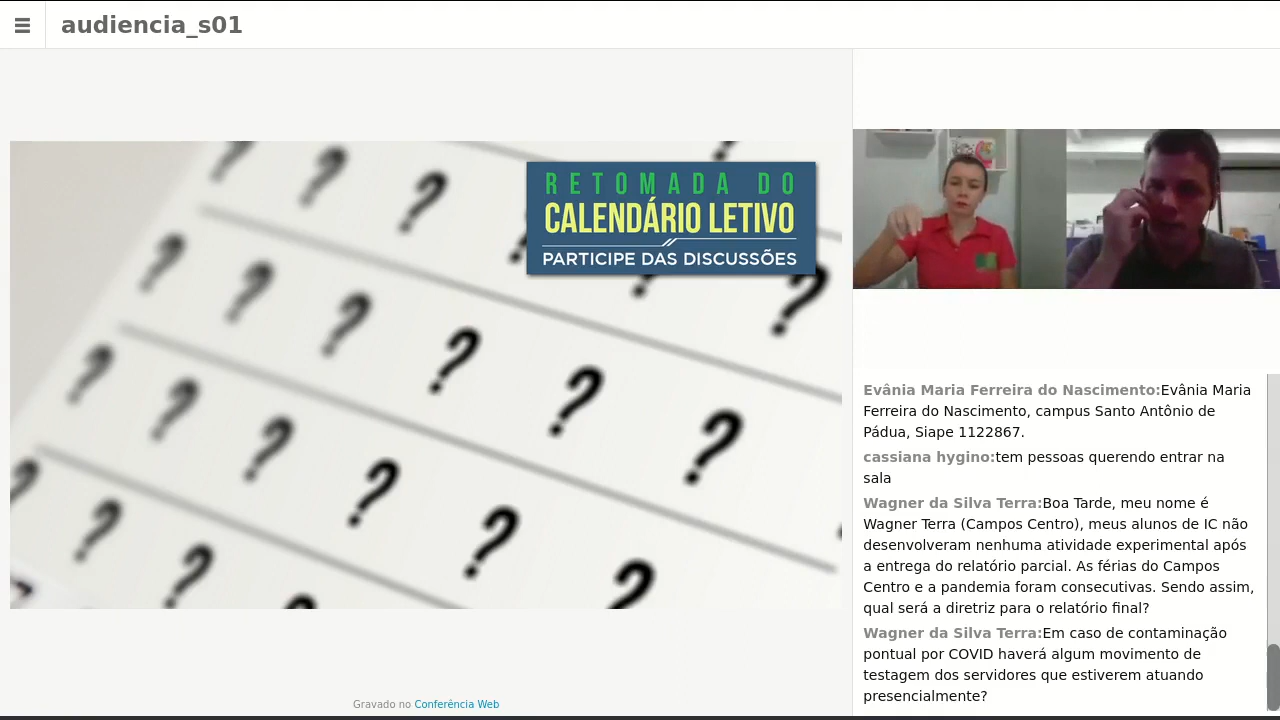 audiencia_s01
RETOMADA DO
CALENDÁRIO LETIVO
PARTICIPE DAS DISCUSSÕES
? ? ? ? ? ?
? ? ? ? ? ? ?
? ? ? ? ? ?
? ? ? ?
Evânia Maria Ferreira do Nascimento:Evânia Maria
Ferreira do Nascimento, campus Santo Antônio de
Pádua, Siape 1122867.
cassiana hygino:tem pessoas querendo entrar na
sala
Wagner da Silva Terra:Boa Tarde, meu nome é
Wagner Terra (Campos Centro), meus alunos de IC não
desenvolveram nenhuma atividade experimental após
a entrega do relatório parcial. As férias do Campos
Centro e a pandemia foram consecutivas. Sendo assim,
qual será a diretriz para o relatório final?
Wagner da Silva Terra:Em caso de contaminação
pontual por COVID haverá algum movimento de
testagem dos servidores que estiverem atuando
presencialmente?
Gravado no Conferência Web